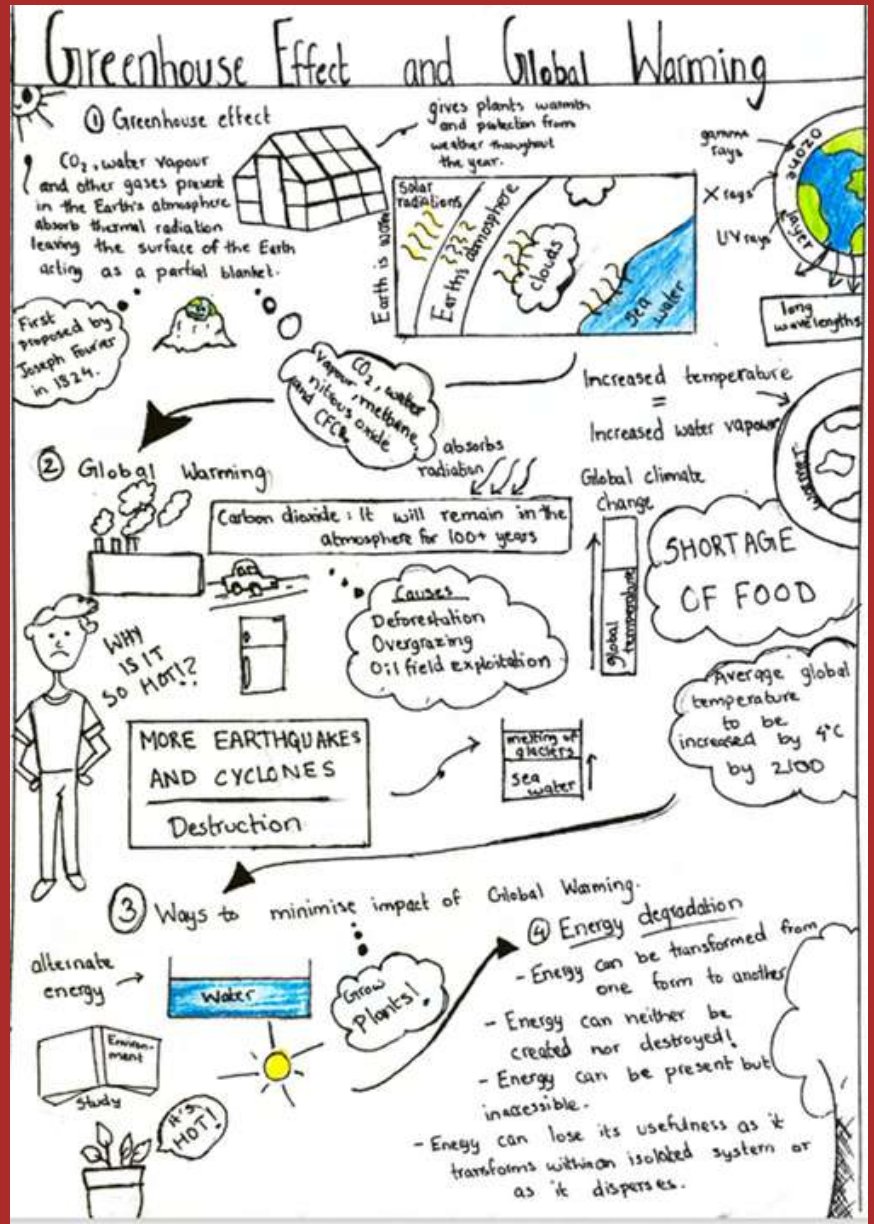 Greenhouse Effect and Global Warming
① Greenhouse effect
CO₂, water vapour
and other gases present
in the Earth's atmosphere
absorb thermal radiation
leaving the surface of the Earth
acting as a partial blanket.
gives plants warmth
and protection from
weather throughout
the year.
First
proposed by
Joseph Fourier
in 1824.
Solar
radiations
Earth's atmosphere
clouds
sea
water
Earth is
gamma
rays
X rays
UV rays
ozone
layer
long
wavelengths
CO₂, water
vapour, methane,
nitrious oxide
and CFCs
absorbs
radiation
Increased temperature
=
Increased water vapour
② Global Warming
Carbon dioxide: It will remain in the
atmosphere for 100+ years
Global climate
change
global
temperature
SHORTAGE
OF FOOD
Causes
Deforestation
Overgrazing
Oil field exploitation
WHY
IS IT
SO HOT!?
Average global
temperature
to be
increased by 4°C
by 2100
MORE EARTHQUAKES
AND CYCLONES
Destruction
melting of
glaciers
sea
water
③ Ways to minimise impact of Global Warming.
alternate
energy
Water
Grow
Plants!
Environ-
ment
Study
It's
HOT!
④ Energy degradation
- Energy can be transformed from
one form to another
- Energy can neither be
created nor destroyed!
- Energy can be present but
inaccessible.
- Energy can lose its usefulness as it
transforms within an isolated system or
as it disperses.